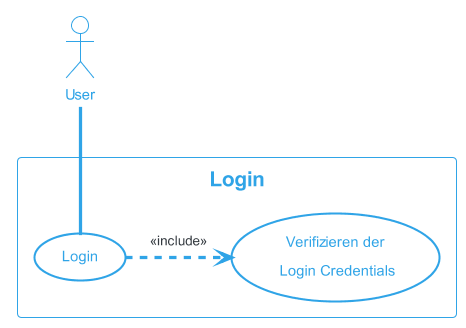 User
Login
«include»
Login
Verifizieren der
Login Credentials